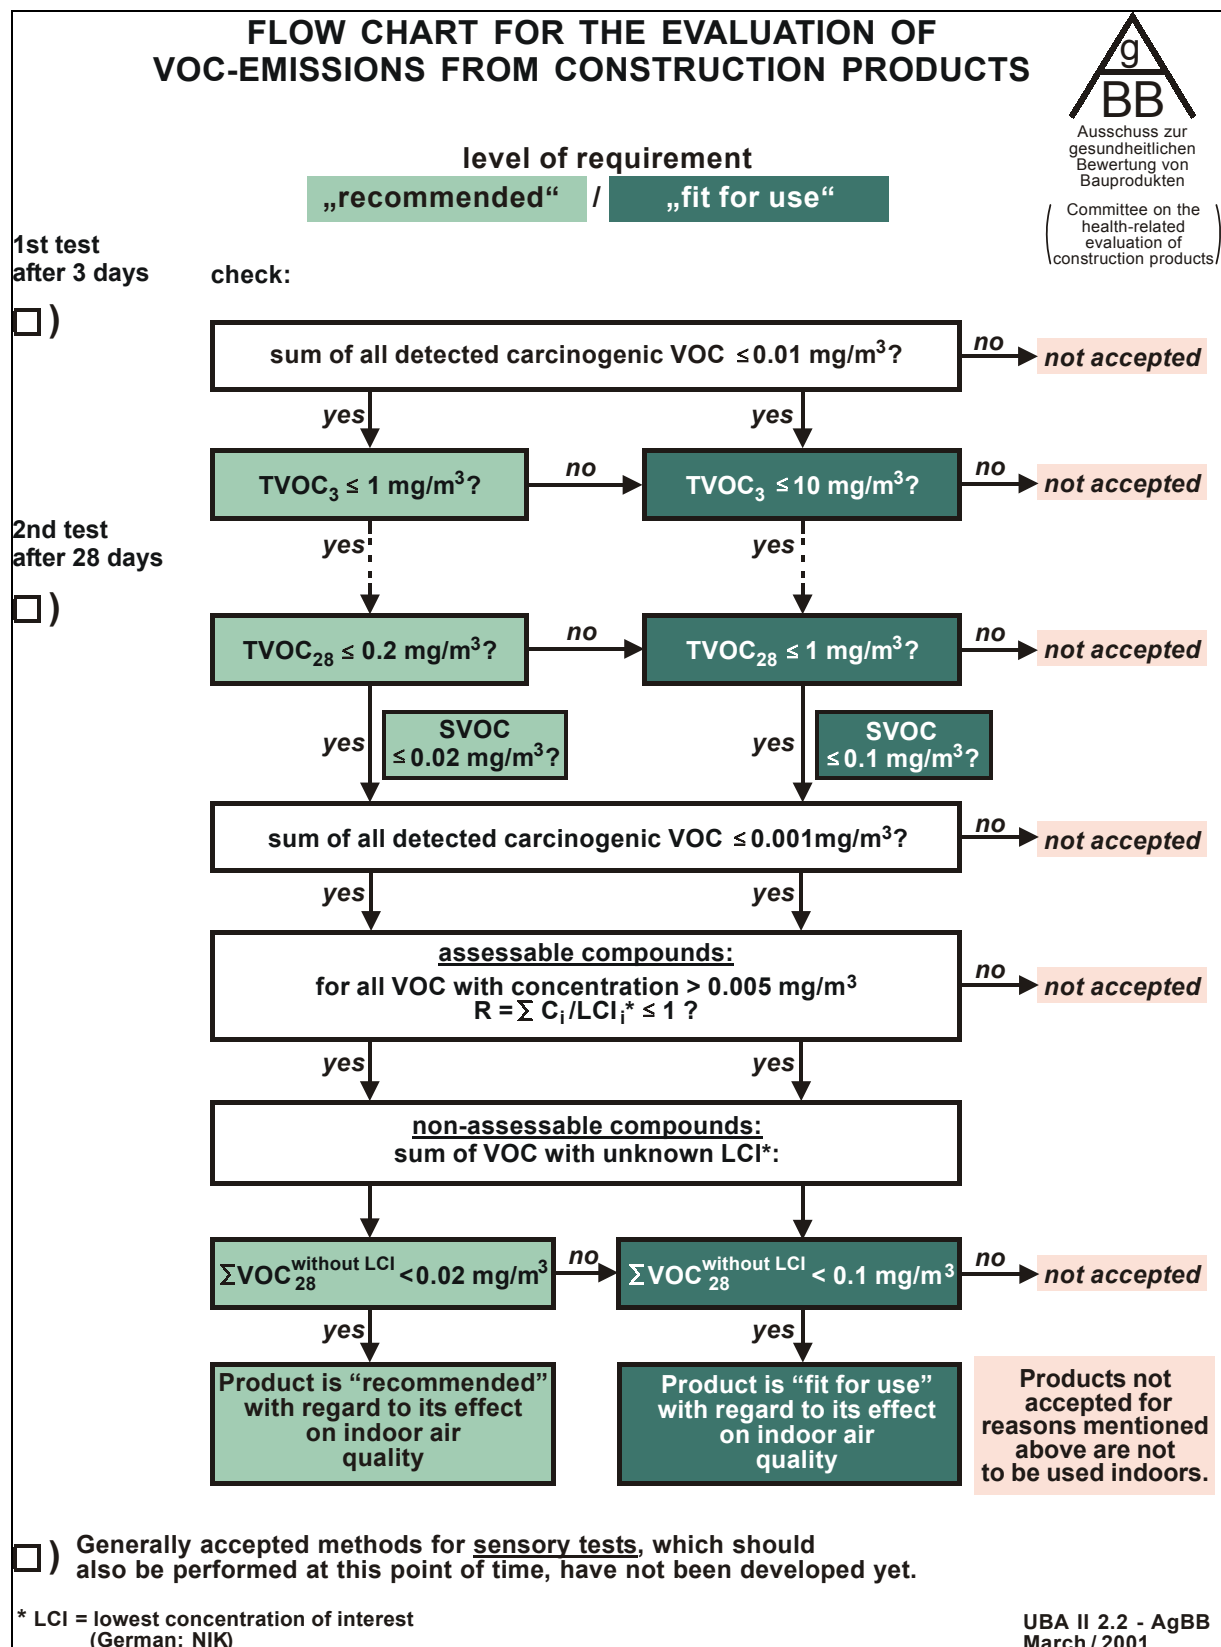 FLOW CHART FOR THE EVALUATION OF
VOC-EMISSIONS FROM CONSTRUCTION PRODUCTS
g
BB
Ausschuss zur
gesundheitlichen
Bewertung von
Bauprodukten
(Committee on the
health-related
evaluation of
construction products)
level of requirement
„recommended“ / „fit for use“
1st test
after 3 days
check:
☐ )
sum of all detected carcinogenic VOC ≤ 0.01 mg/m³?
no
not accepted
yes
yes
TVOC₃ ≤ 1 mg/m³?
no
TVOC₃ ≤ 10 mg/m³?
no
not accepted
2nd test
after 28 days
yes
yes
☐ )
TVOC₂₈ ≤ 0.2 mg/m³?
no
TVOC₂₈ ≤ 1 mg/m³?
no
not accepted
yes
SVOC
≤ 0.02 mg/m³?
yes
SVOC
≤ 0.1 mg/m³?
sum of all detected carcinogenic VOC ≤ 0.001mg/m³?
no
not accepted
yes
yes
assessable compounds:
for all VOC with concentration > 0.005 mg/m³
R = Σ Cᵢ/LCIᵢ* ≤ 1 ?
no
not accepted
yes
yes
non-assessable compounds:
sum of VOC with unknown LCI*:
ΣVOC₂₈ without LCI < 0.02 mg/m³
no
ΣVOC₂₈ without LCI < 0.1 mg/m³
no
not accepted
yes
yes
Product is “recommended”
with regard to its effect
on indoor air
quality
Product is “fit for use”
with regard to its effect
on indoor air
quality
Products not
accepted for
reasons mentioned
above are not
to be used indoors.
☐ ) Generally accepted methods for sensory tests, which should
also be performed at this point of time, have not been developed yet.
* LCI = lowest concentration of interest
(German: NIK)
UBA II 2.2 - AgBB
March / 2001